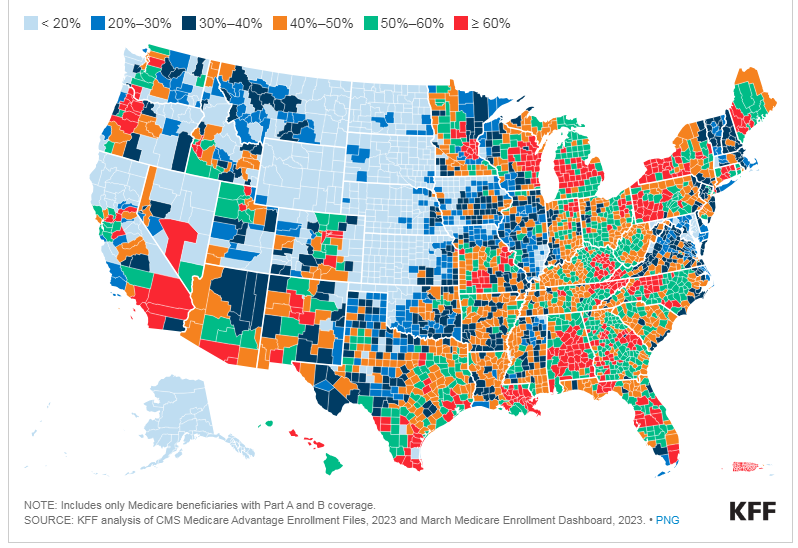 < 20% 20%–30% 30%–40% 40%–50% 50%–60% ≥ 60%
NOTE: Includes only Medicare beneficiaries with Part A and B coverage.
SOURCE: KFF analysis of CMS Medicare Advantage Enrollment Files, 2023 and March Medicare Enrollment Dashboard, 2023. • PNG
KFF